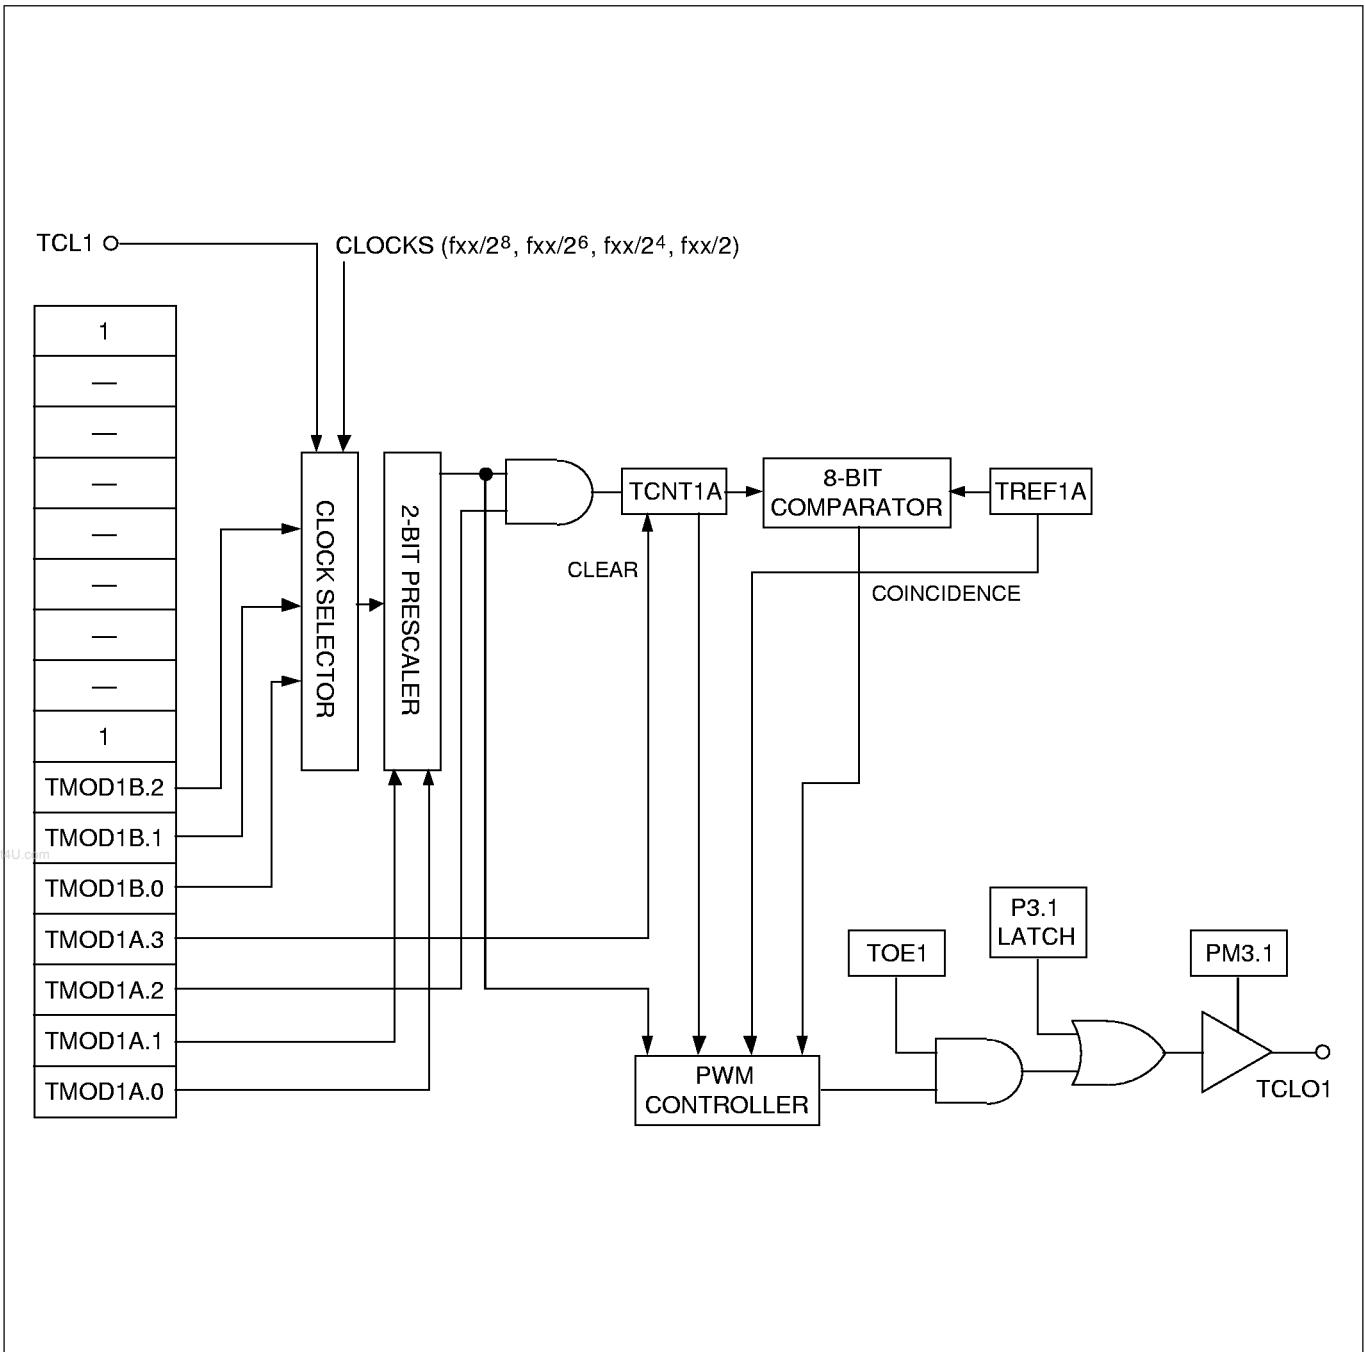 TCL1
CLOCKS (fxx/2⁸, fxx/2⁶, fxx/2⁴, fxx/2)
1
—
—
—
—
—
—
—
1
TMOD1B.2
TMOD1B.1
TMOD1B.0
TMOD1A.3
TMOD1A.2
TMOD1A.1
TMOD1A.0
t4U.com
CLOCK SELECTOR
2-BIT PRESCALER
TCNT1A
8-BIT
COMPARATOR
TREF1A
CLEAR
COINCIDENCE
PWM
CONTROLLER
TOE1
P3.1
LATCH
PM3.1
TCLO1